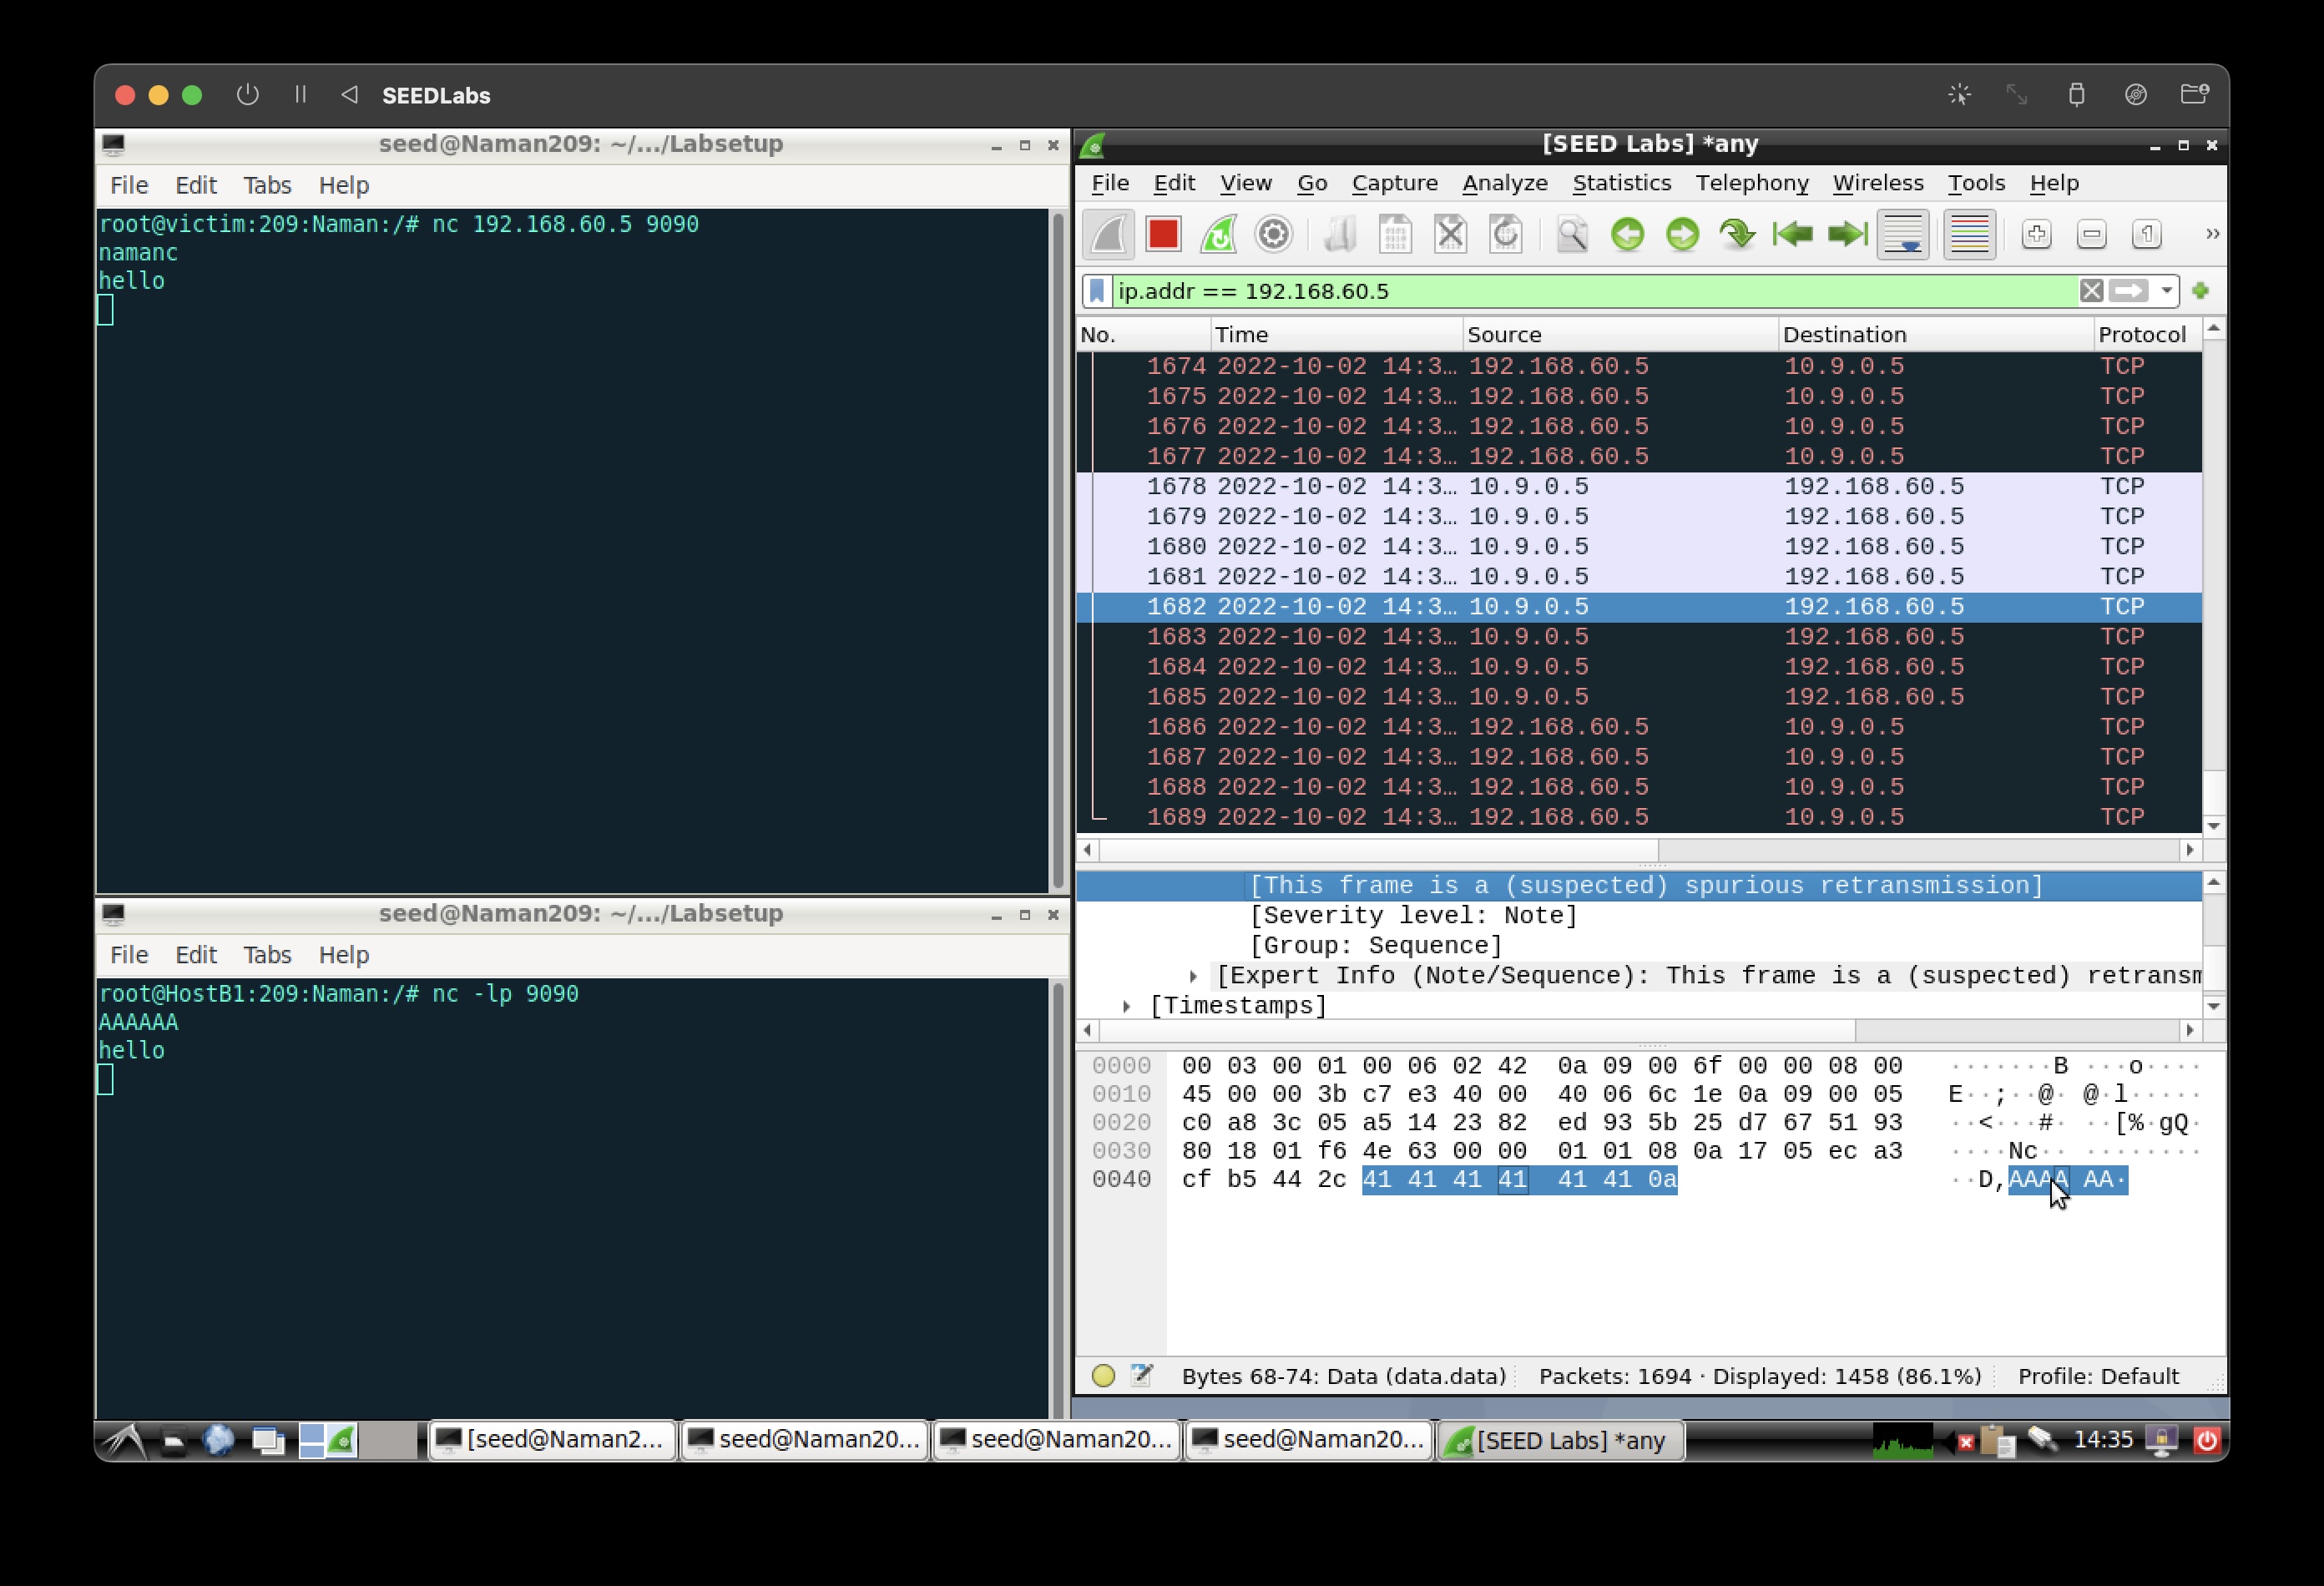 SEEDLabs
seed@Naman209: ~/.../Labsetup
File Edit Tabs Help
root@victim:209:Naman:/# nc 192.168.60.5 9090
namanc
hello
seed@Naman209: ~/.../Labsetup
File Edit Tabs Help
root@HostB1:209:Naman:/# nc -lp 9090
AAAAAA
hello
[SEED Labs] *any
File Edit View Go Capture Analyze Statistics Telephony Wireless Tools Help
ip.addr == 192.168.60.5
No. Time Source Destination Protocol
1674 2022-10-02 14:3… 192.168.60.5 10.9.0.5 TCP
1675 2022-10-02 14:3… 192.168.60.5 10.9.0.5 TCP
1676 2022-10-02 14:3… 192.168.60.5 10.9.0.5 TCP
1677 2022-10-02 14:3… 192.168.60.5 10.9.0.5 TCP
1678 2022-10-02 14:3… 10.9.0.5 192.168.60.5 TCP
1679 2022-10-02 14:3… 10.9.0.5 192.168.60.5 TCP
1680 2022-10-02 14:3… 10.9.0.5 192.168.60.5 TCP
1681 2022-10-02 14:3… 10.9.0.5 192.168.60.5 TCP
1682 2022-10-02 14:3… 10.9.0.5 192.168.60.5 TCP
1683 2022-10-02 14:3… 10.9.0.5 192.168.60.5 TCP
1684 2022-10-02 14:3… 10.9.0.5 192.168.60.5 TCP
1685 2022-10-02 14:3… 10.9.0.5 192.168.60.5 TCP
1686 2022-10-02 14:3… 192.168.60.5 10.9.0.5 TCP
1687 2022-10-02 14:3… 192.168.60.5 10.9.0.5 TCP
1688 2022-10-02 14:3… 192.168.60.5 10.9.0.5 TCP
1689 2022-10-02 14:3… 192.168.60.5 10.9.0.5 TCP
[This frame is a (suspected) spurious retransmission]
[Severity level: Note]
[Group: Sequence]
[Expert Info (Note/Sequence): This frame is a (suspected) retransm
[Timestamps]
0000 00 03 00 01 00 06 02 42 0a 09 00 6f 00 00 08 00 ·······B ···o····
0010 45 00 00 3b c7 e3 40 00 40 06 6c 1e 0a 09 00 05 E··;··@· @·l·····
0020 c0 a8 3c 05 a5 14 23 82 ed 93 5b 25 d7 67 51 93 ··<···#· ··[%·gQ·
0030 80 18 01 f6 4e 63 00 00 01 01 08 0a 17 05 ec a3 ····Nc·· ········
0040 cf b5 44 2c 41 41 41 41 41 41 0a ··D,AAAA AA·
Bytes 68-74: Data (data.data) Packets: 1694 · Displayed: 1458 (86.1%) Profile: Default
[seed@Naman2... seed@Naman20... seed@Naman20... seed@Naman20... [SEED Labs] *any 14:35